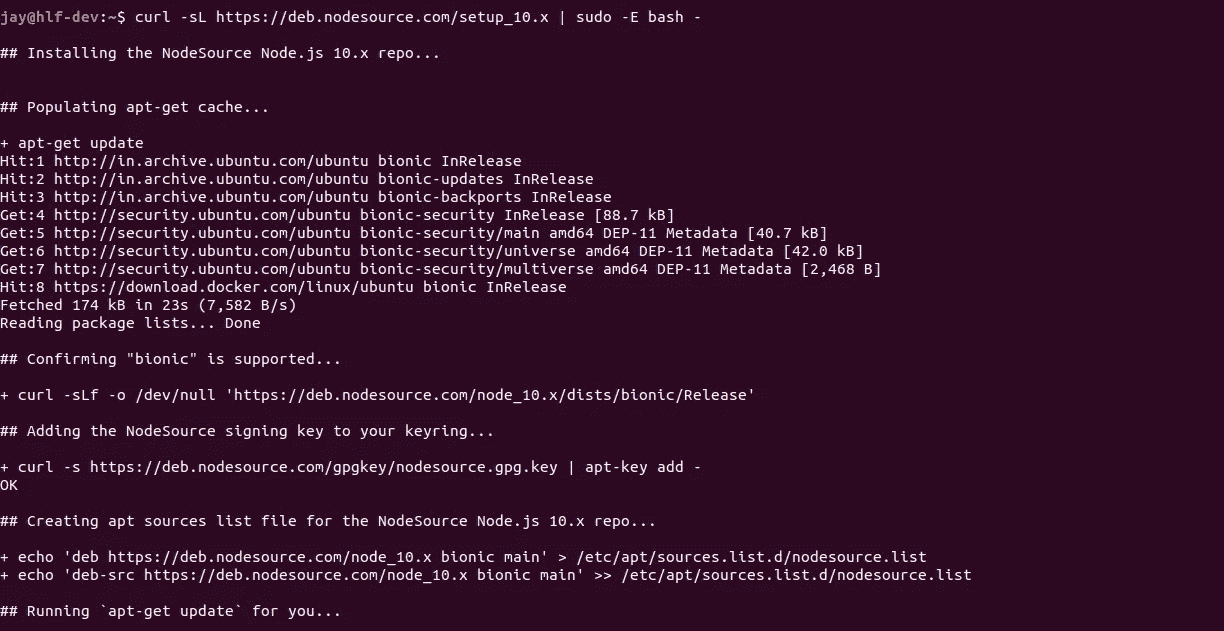 jay@hlf-dev:~$ curl -sL https://deb.nodesource.com/setup_10.x | sudo -E bash -
## Installing the NodeSource Node.js 10.x repo...
## Populating apt-get cache...
+ apt-get update
Hit:1 http://in.archive.ubuntu.com/ubuntu bionic InRelease
Hit:2 http://in.archive.ubuntu.com/ubuntu bionic-updates InRelease
Hit:3 http://in.archive.ubuntu.com/ubuntu bionic-backports InRelease
Get:4 http://security.ubuntu.com/ubuntu bionic-security InRelease [88.7 kB]
Get:5 http://security.ubuntu.com/ubuntu bionic-security/main amd64 DEP-11 Metadata [40.7 kB]
Get:6 http://security.ubuntu.com/ubuntu bionic-security/universe amd64 DEP-11 Metadata [42.0 kB]
Get:7 http://security.ubuntu.com/ubuntu bionic-security/multiverse amd64 DEP-11 Metadata [2,468 B]
Hit:8 https://download.docker.com/linux/ubuntu bionic InRelease
Fetched 174 kB in 23s (7,582 B/s)
Reading package lists... Done
## Confirming "bionic" is supported...
+ curl -sLf -o /dev/null 'https://deb.nodesource.com/node_10.x/dists/bionic/Release'
## Adding the NodeSource signing key to your keyring...
+ curl -s https://deb.nodesource.com/gpgkey/nodesource.gpg.key | apt-key add -
OK
## Creating apt sources list file for the NodeSource Node.js 10.x repo...
+ echo 'deb https://deb.nodesource.com/node_10.x bionic main' > /etc/apt/sources.list.d/nodesource.list
+ echo 'deb-src https://deb.nodesource.com/node_10.x bionic main' >> /etc/apt/sources.list.d/nodesource.list
## Running `apt-get update` for you...